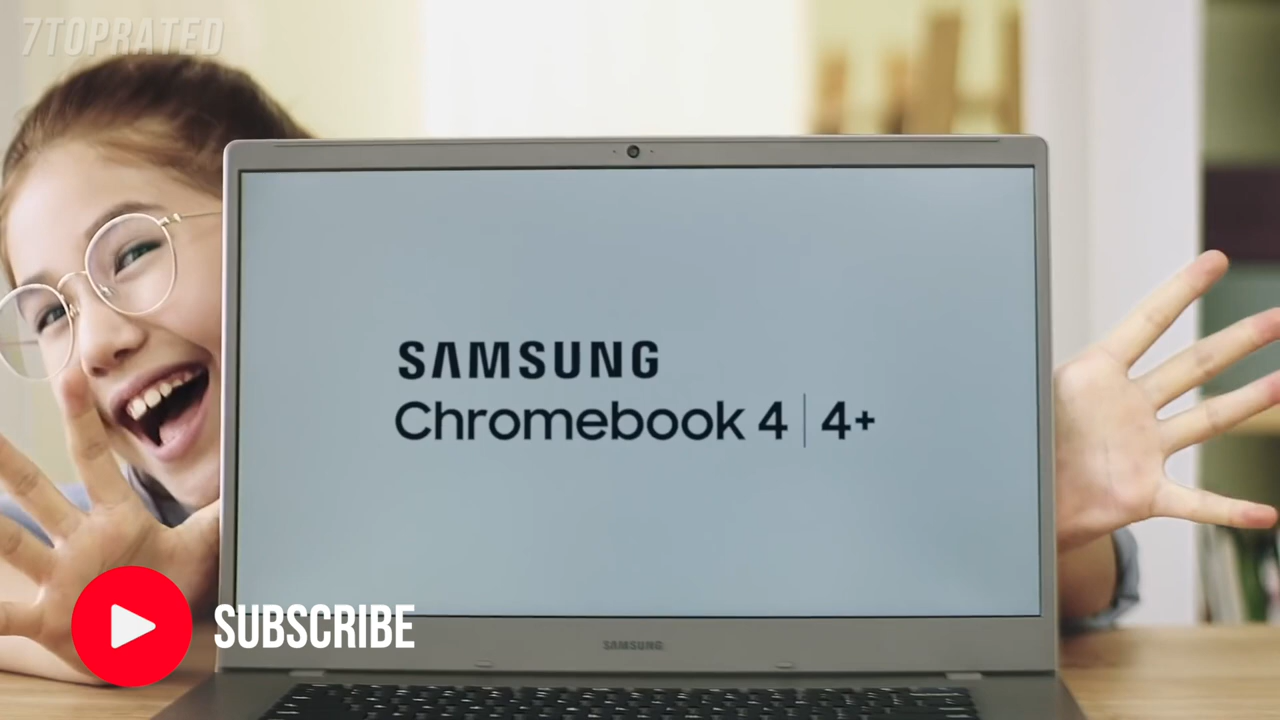 7TOPRATED
SAMSUNG
Chromebook 4 | 4+
SUBSCRIBE
SAMSUNG